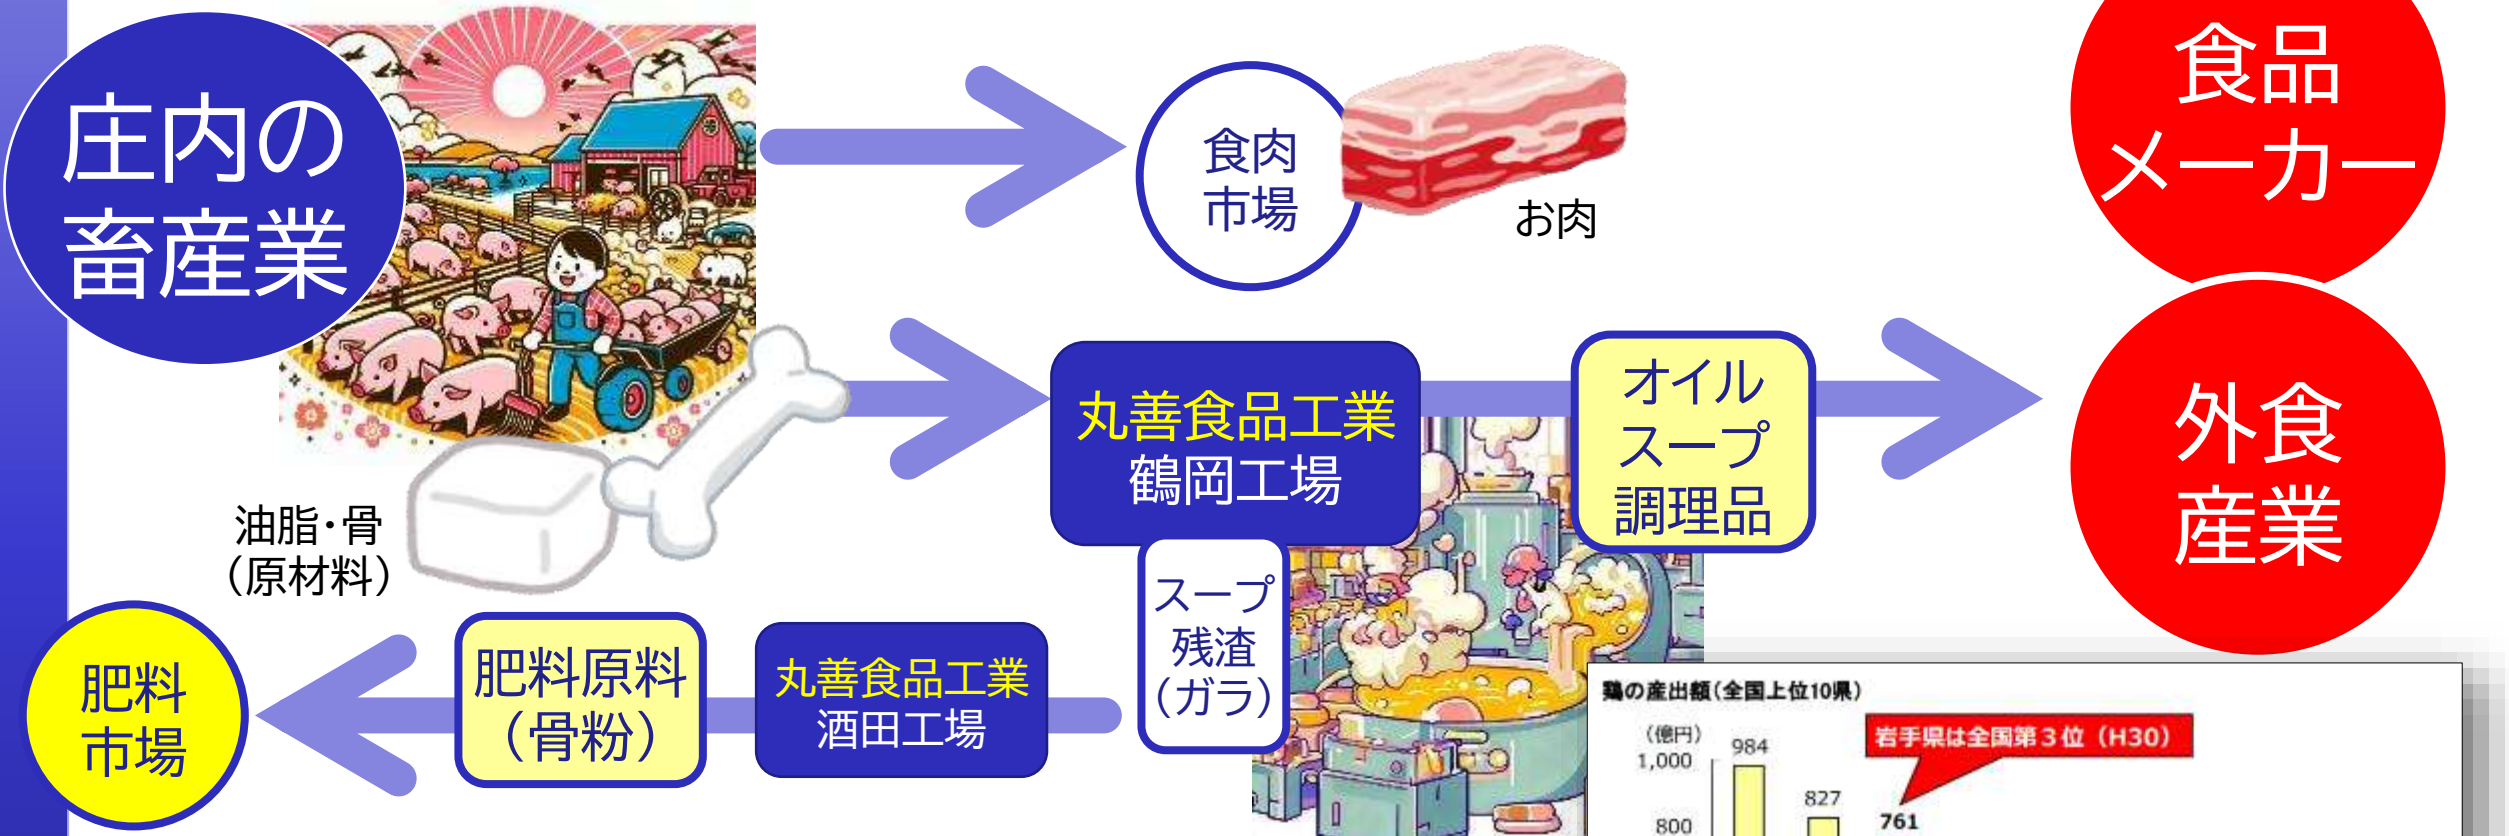 庄内の
畜産業
食肉
市場
お肉
食品
メーカー
油脂・骨
（原材料）
丸善食品工業
鶴岡工場
オイル
スープ
調理品
外食
産業
スープ
残渣
（ガラ）
丸善食品工業
酒田工場
肥料原料
（骨粉）
肥料
市場
鶏の産出額（全国上位10県）
（億円）
岩手県は全国第３位（H30）
984
1,000
827
761
800